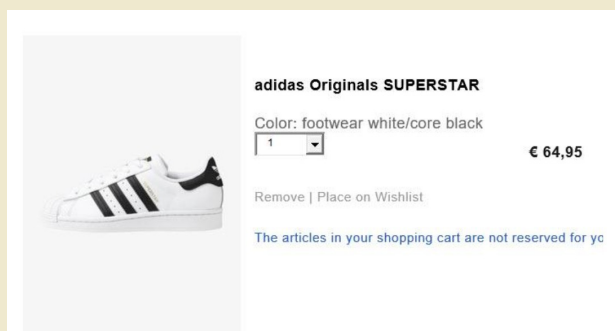 adidas Originals SUPERSTAR
Color: footwear white/core black
1
€ 64,95
Remove | Place on Wishlist
The articles in your shopping cart are not reserved for yo